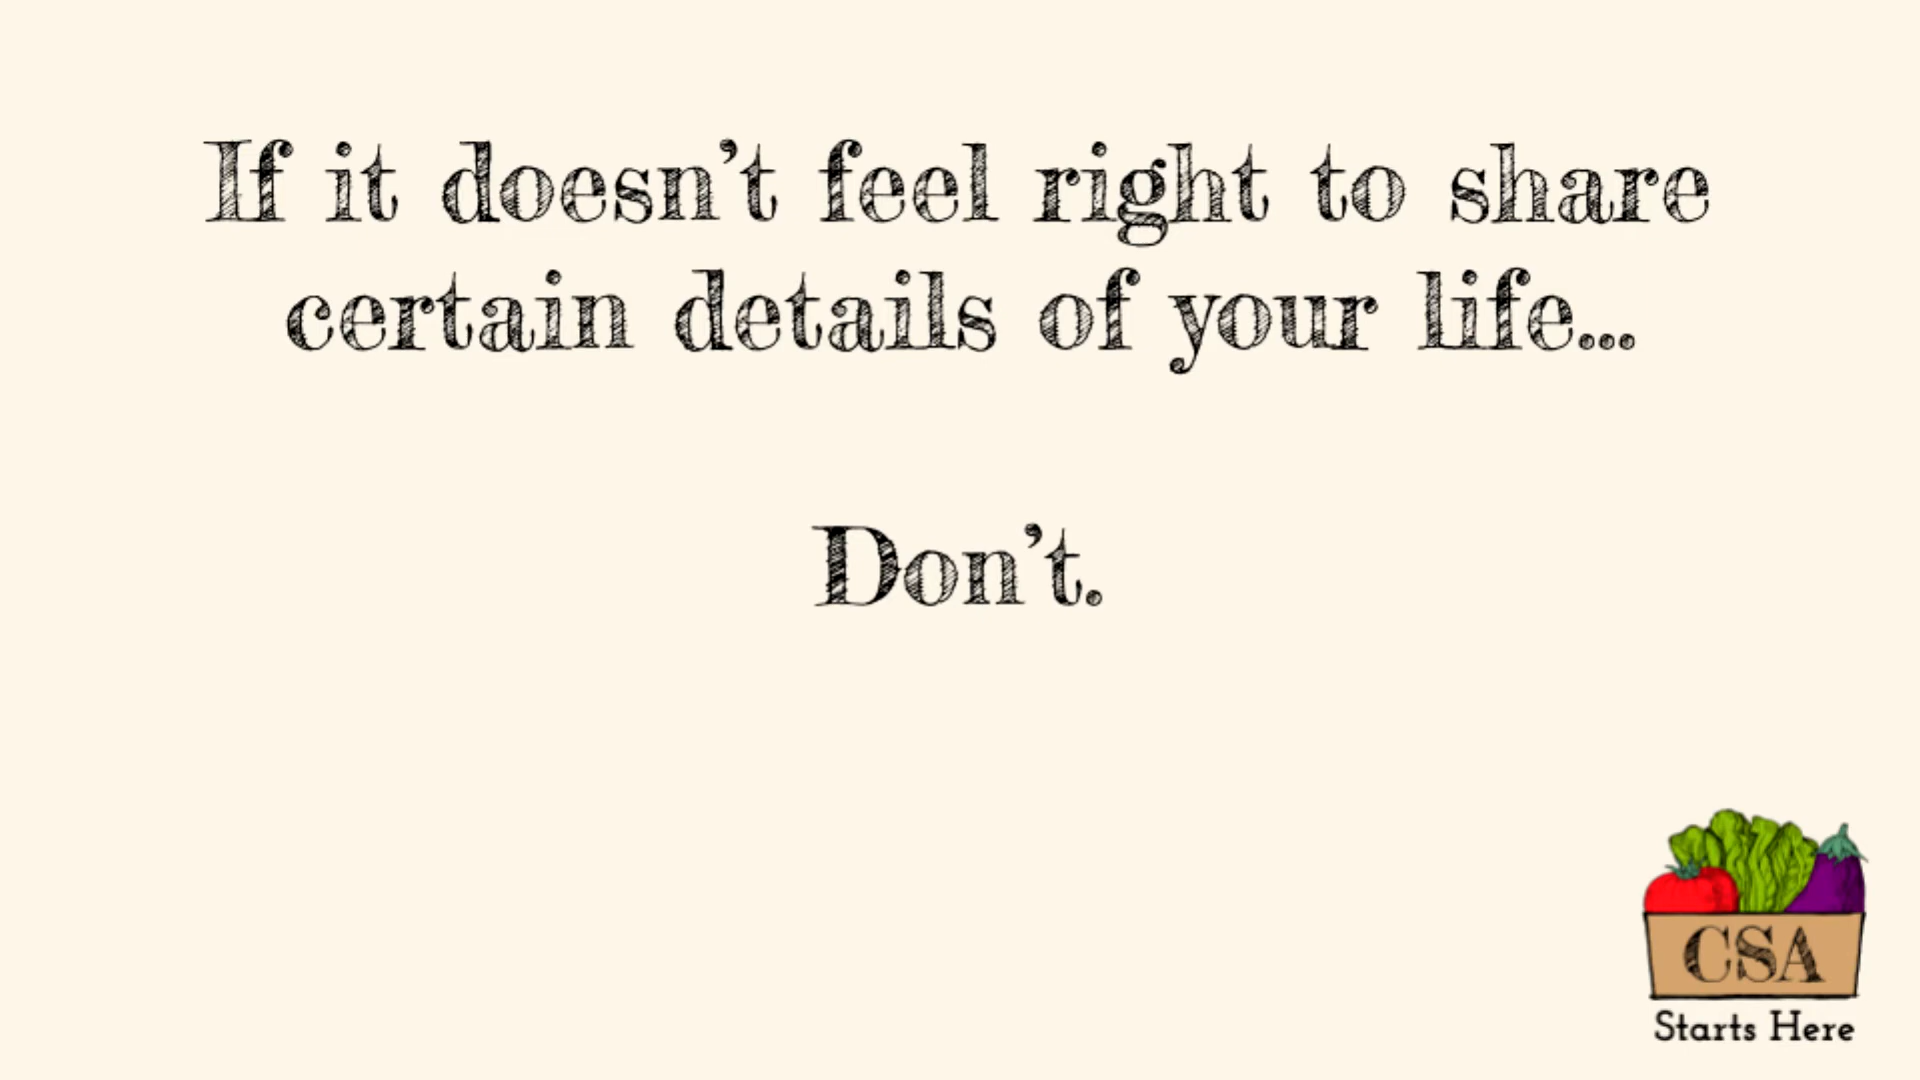 If it doesn’t feel right to share
certain details of your life...
Don’t.
CSA
Starts Here